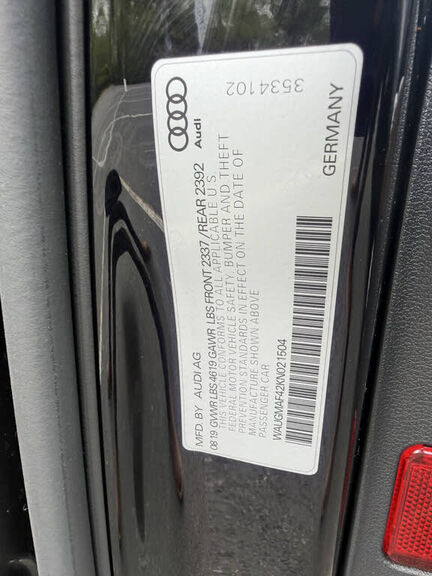 3534102
Audi
MFD. BY AUDI AG
0819 GVWR LBS 4619 GAWR LBS FRONT 2337/REAR 2392
THIS VEHICLE CONFORMS TO ALL APPLICABLE U.S.
FEDERAL MOTOR VEHICLE SAFETY, BUMPER AND THEFT
PREVENTION STANDARDS IN EFFECT ON THE DATE OF
MANUFACTURE SHOWN ABOVE
PASSENGER CAR
WAUGMAF42KN021504
GERMANY